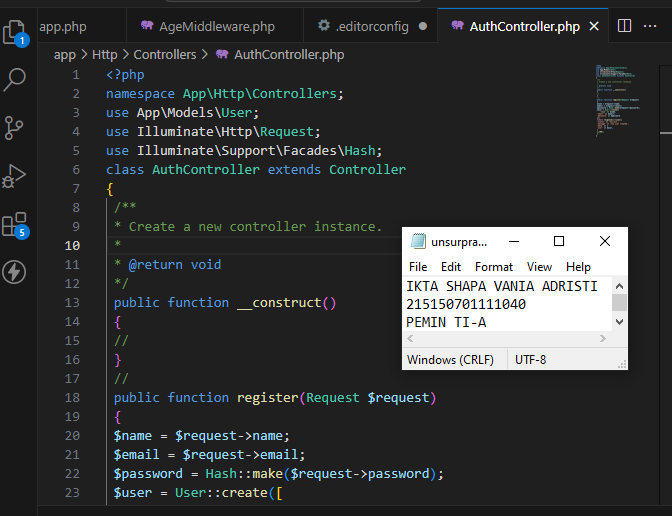 app.php AgeMiddleware.php .editorconfig AuthController.php
app > Http > Controllers > AuthController.php
1 <?php
2 namespace App\Http\Controllers;
3 use App\Models\User;
4 use Illuminate\Http\Request;
5 use Illuminate\Support\Facades\Hash;
6 class AuthController extends Controller
7 {
8 /**
9 * Create a new controller instance.
10 *
11 * @return void
12 */
13 public function __construct()
14 {
15 //
16 }
17 //
18 public function register(Request $request)
19 {
20 $name = $request->name;
21 $email = $request->email;
22 $password = Hash::make($request->password);
23 $user = User::create([
1
5
unsurpra...
File Edit Format View Help
IKTA SHAPA VANIA ADRISTI
215150701111040
PEMIN TI-A
Windows (CRLF) UTF-8